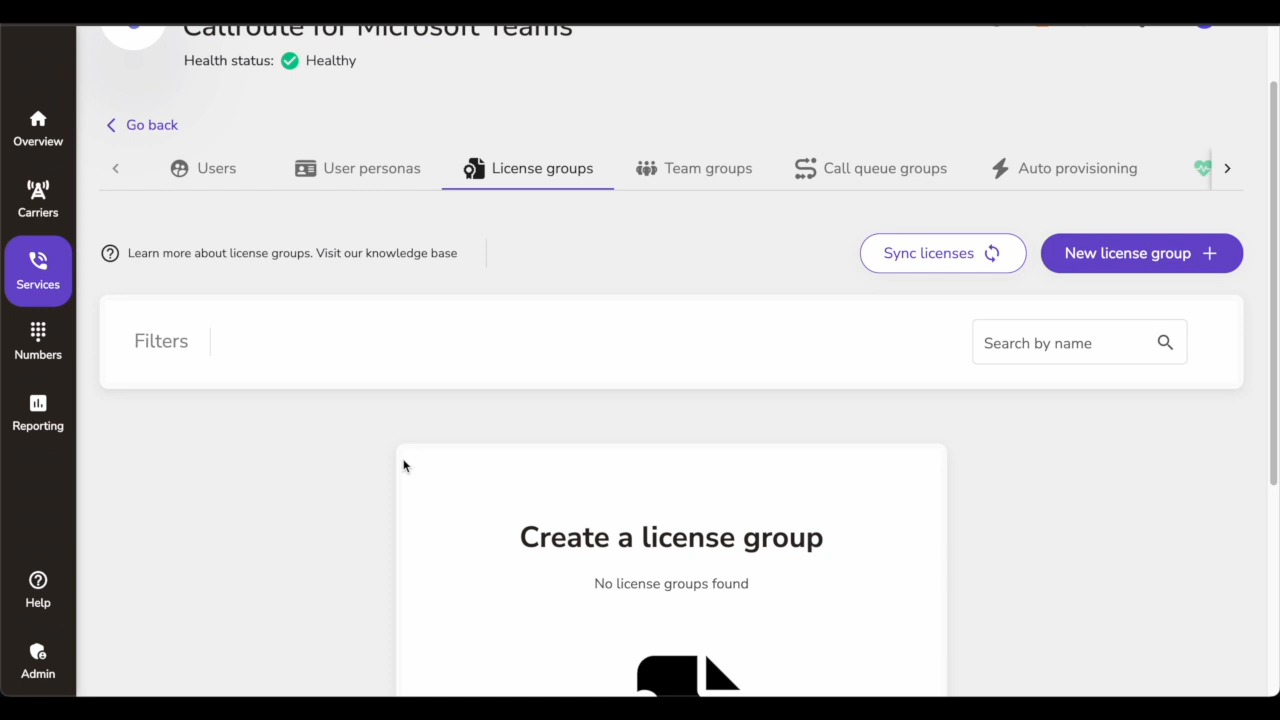 Callroute for Microsoft Teams
Health status: Healthy
Overview
Go back
Users
User personas
License groups
Team groups
Call queue groups
Auto provisioning
Carriers
Learn more about license groups. Visit our knowledge base
Sync licenses
New license group
Services
Filters
Search by name
Numbers
Reporting
Create a license group
No license groups found
Help
Admin